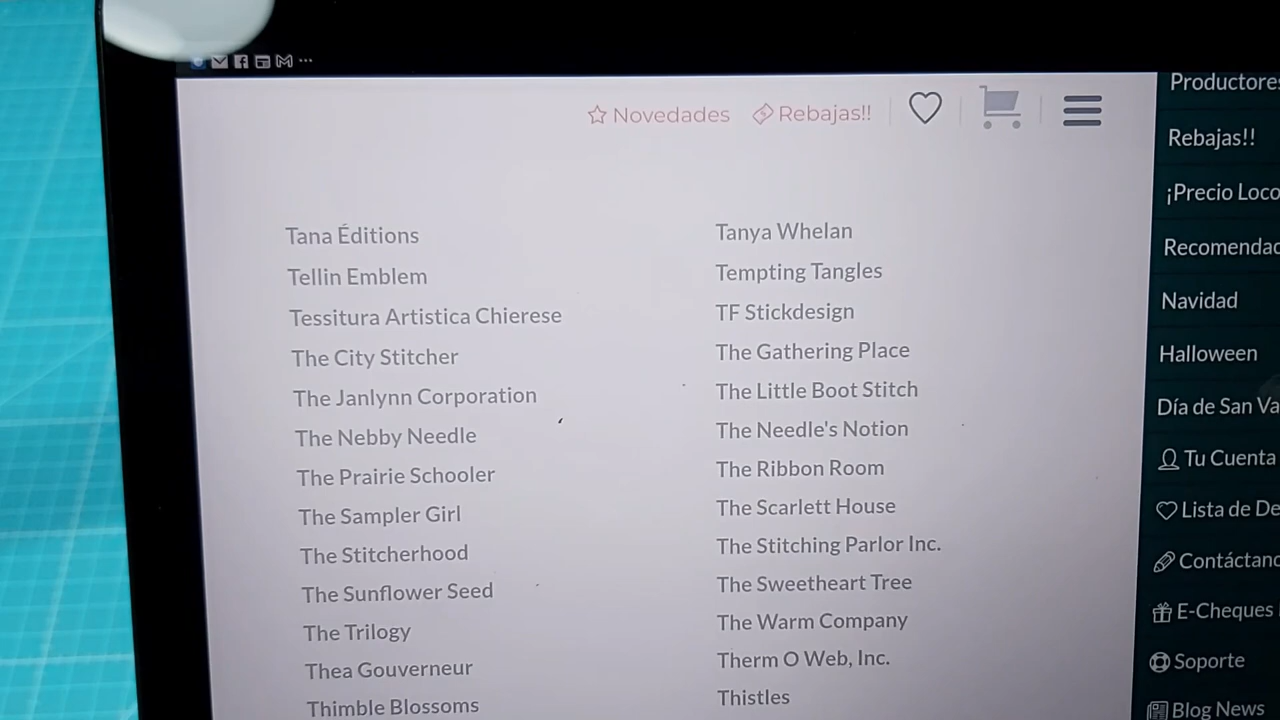 Novedades Rebajas!!
Tana Éditions
Tellin Emblem
Tessitura Artistica Chierese
The City Stitcher
The Janlynn Corporation
The Nebby Needle
The Prairie Schooler
The Sampler Girl
The Stitcherhood
The Sunflower Seed
The Trilogy
Thea Gouverneur
Thimble Blossoms
Tanya Whelan
Tempting Tangles
TF Stickdesign
The Gathering Place
The Little Boot Stitch
The Needle's Notion
The Ribbon Room
The Scarlett House
The Stitching Parlor Inc.
The Sweetheart Tree
The Warm Company
Therm O Web, Inc.
Thistles
Productores
Rebajas!!
¡Precio Loco
Recomendac
Navidad
Halloween
Día de San Va
Tu Cuenta
Lista de De
Contáctano
E-Cheques
Soporte
Blog News